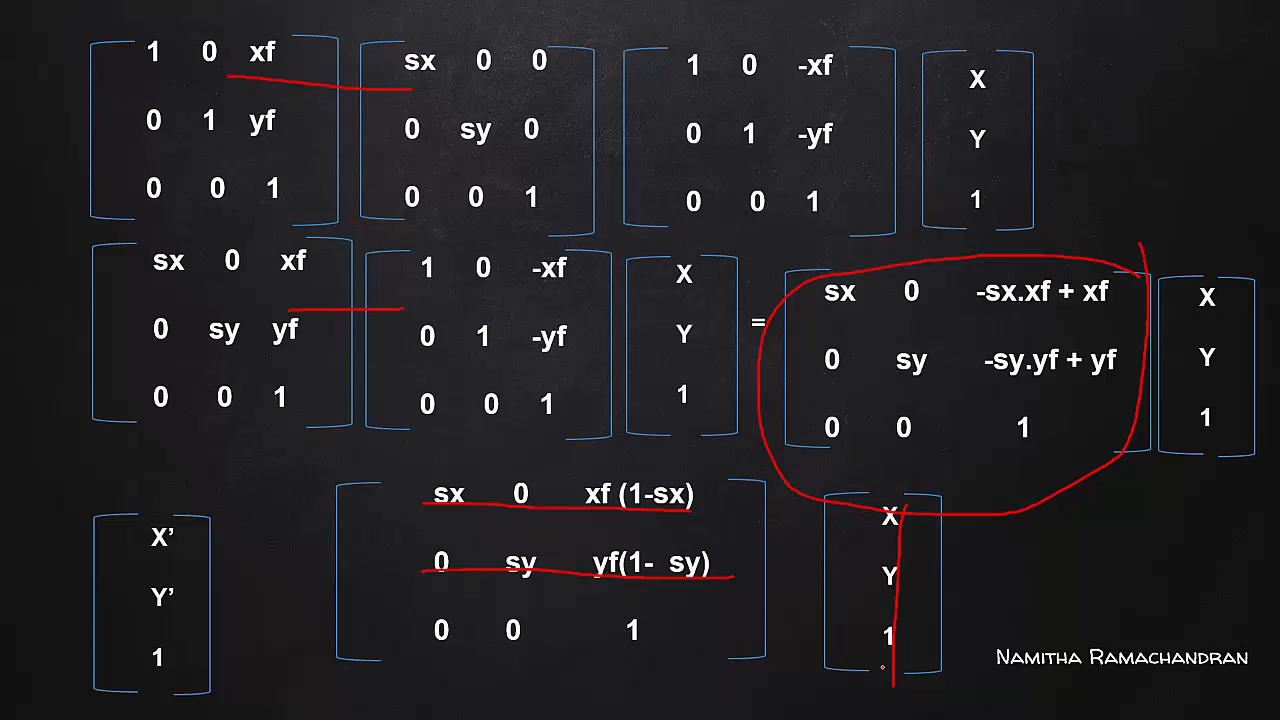 1 0 xf sx 0 0 1 0 -xf X
0 1 yf 0 sy 0 0 1 -yf Y
0 0 1 0 0 1 0 0 1 1
sx 0 xf 1 0 -xf X sx 0 -sx.xf + xf X
0 sy yf 0 1 -yf Y = 0 sy -sy.yf + yf Y
0 0 1 0 0 1 1 0 0 1 1
X’ sx 0 xf (1-sx) X
Y’ 0 sy yf(1- sy) Y
1 0 0 1 1
Namitha Ramachandran